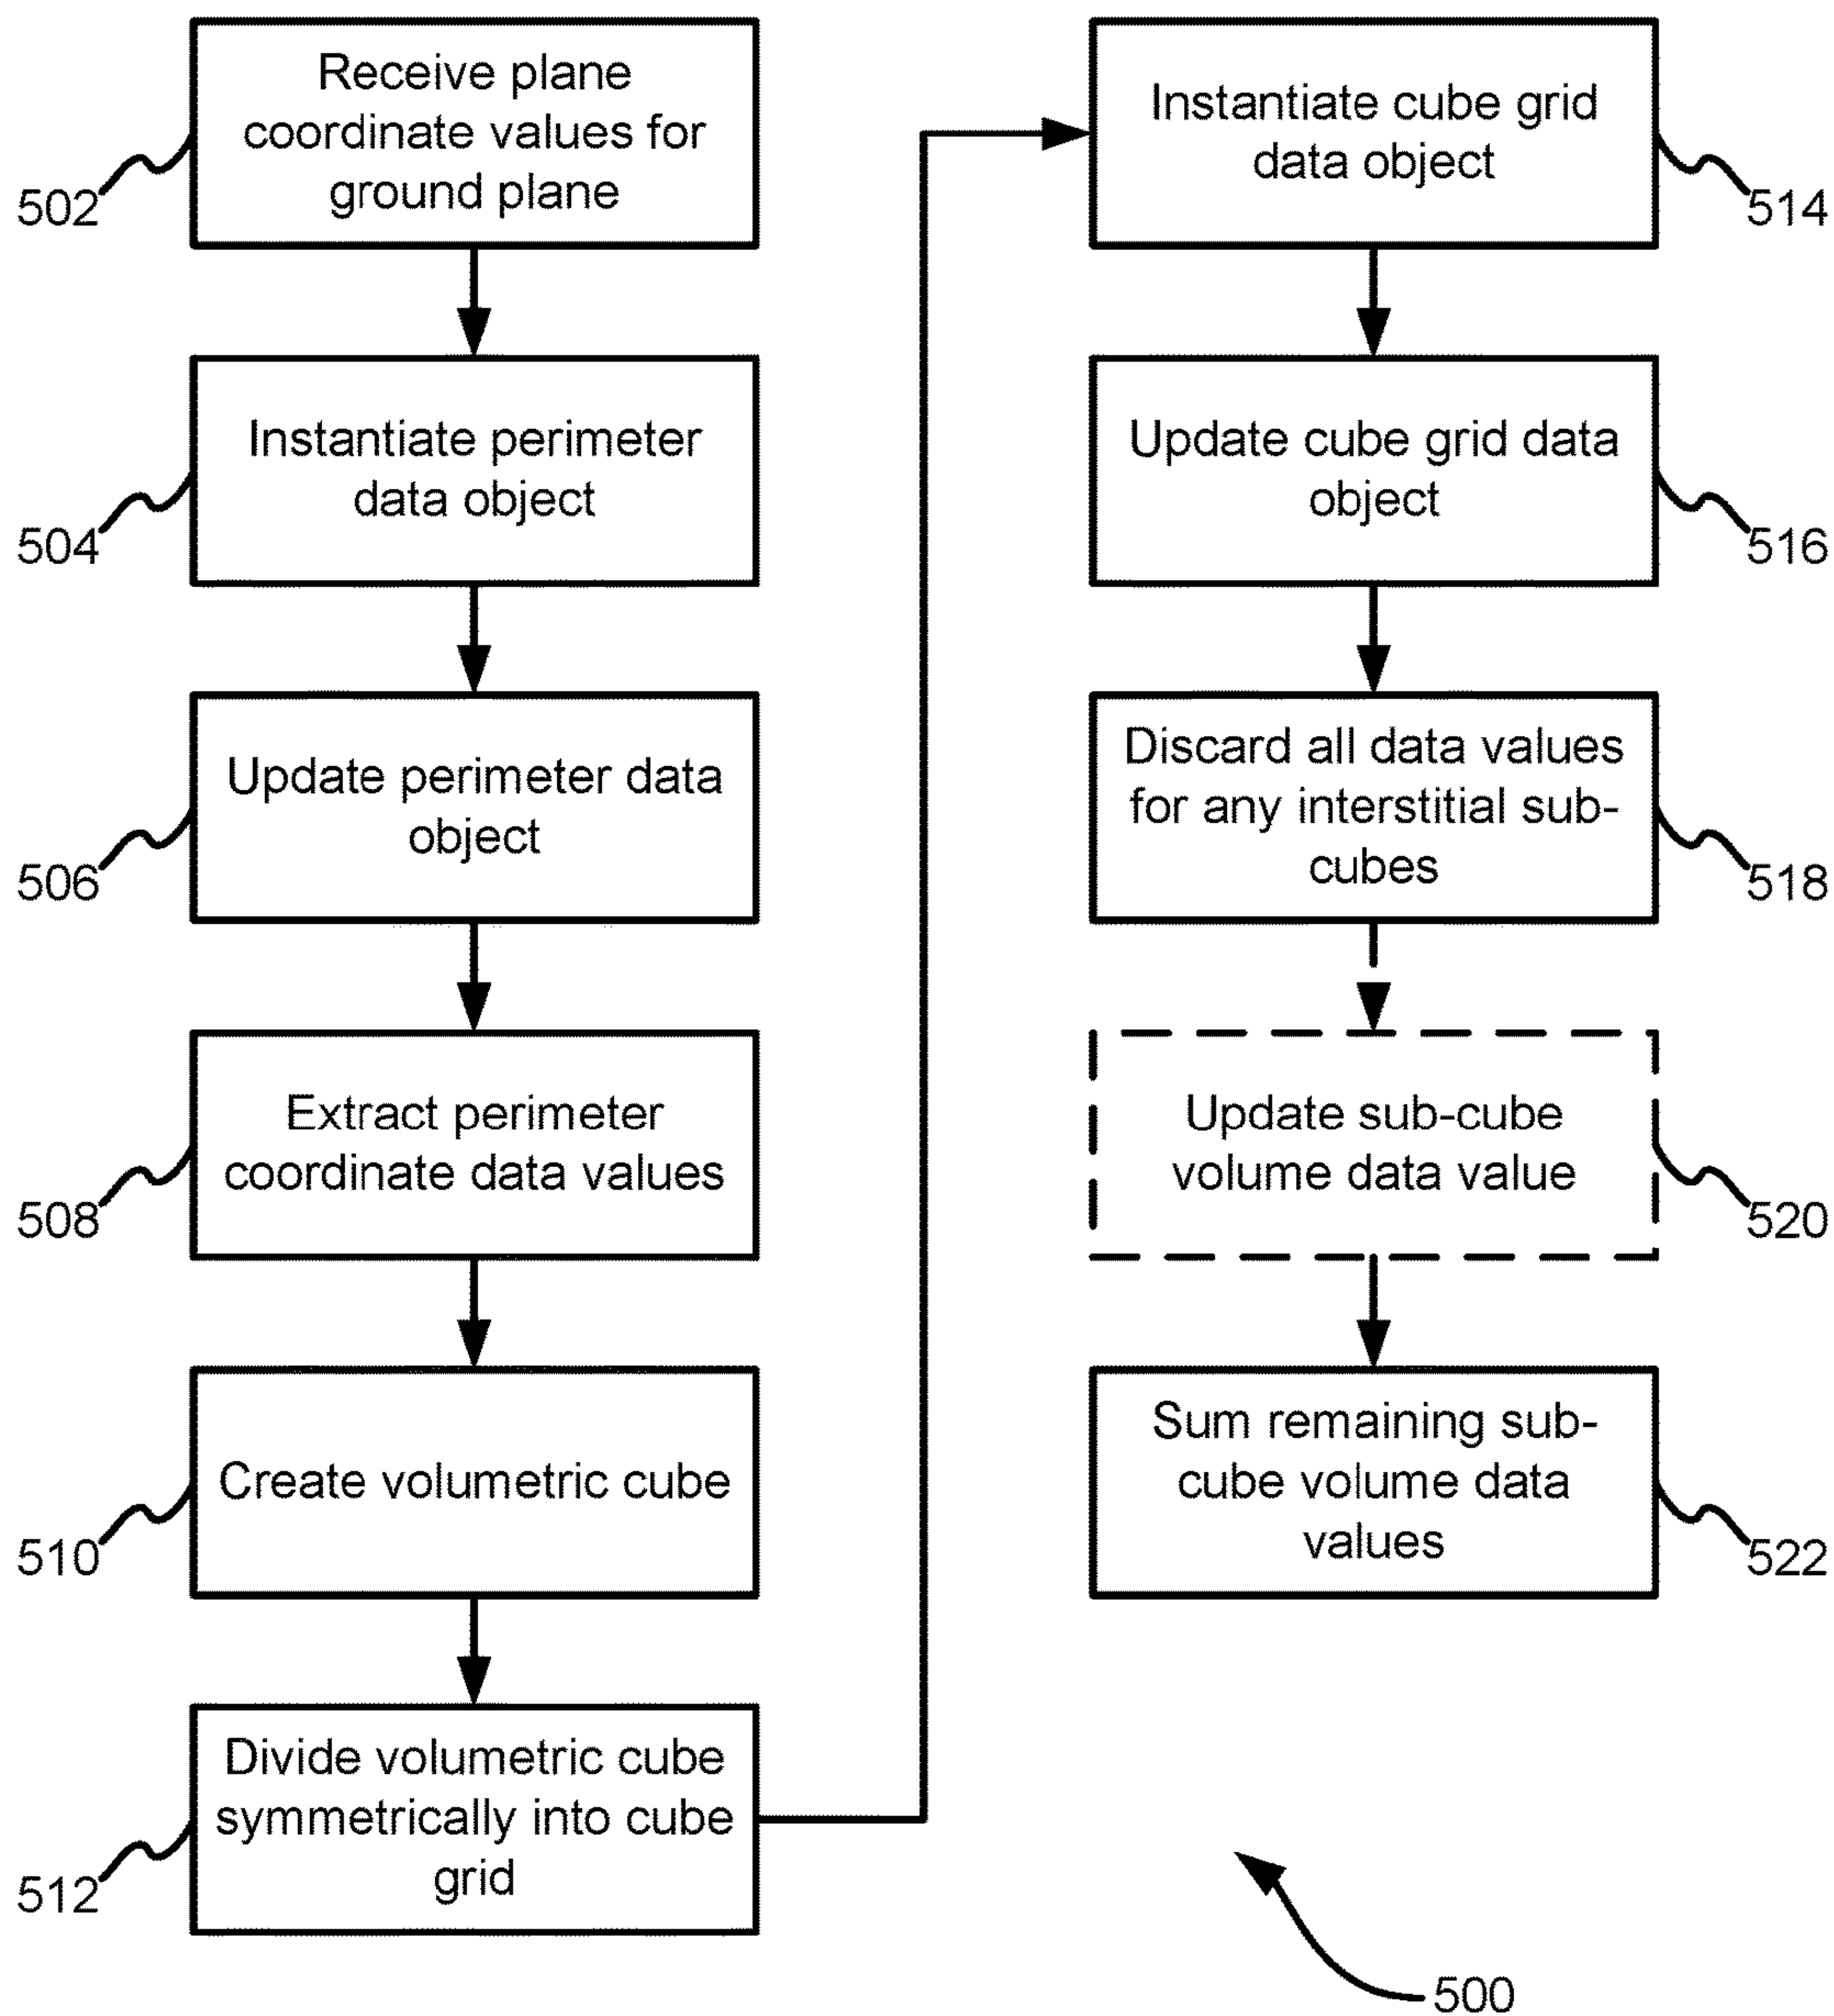 Receive plane
coordinate values for
ground plane
502
Instantiate perimeter
data object
504
Update perimeter data
object
506
Extract perimeter
coordinate data values
508
Create volumetric cube
510
Divide volumetric cube
symmetrically into cube
grid
512
Instantiate cube grid
data object
514
Update cube grid data
object
516
Discard all data values
for any interstitial sub-
cubes
518
Update sub-cube
volume data value
520
Sum remaining sub-
cube volume data
values
522
500